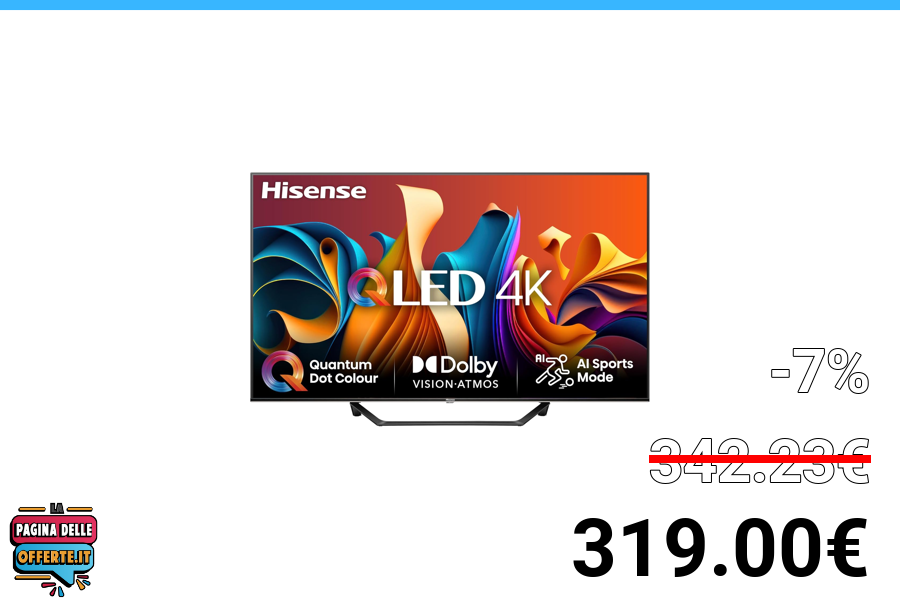 Hisense
QLED 4K
Quantum
Dot Colour
Dolby
VISION·ATMOS
AI
AI Sports
Mode
-7%
342.23€
319.00€
LA
PAGINA DELLE
OFFERTE.IT